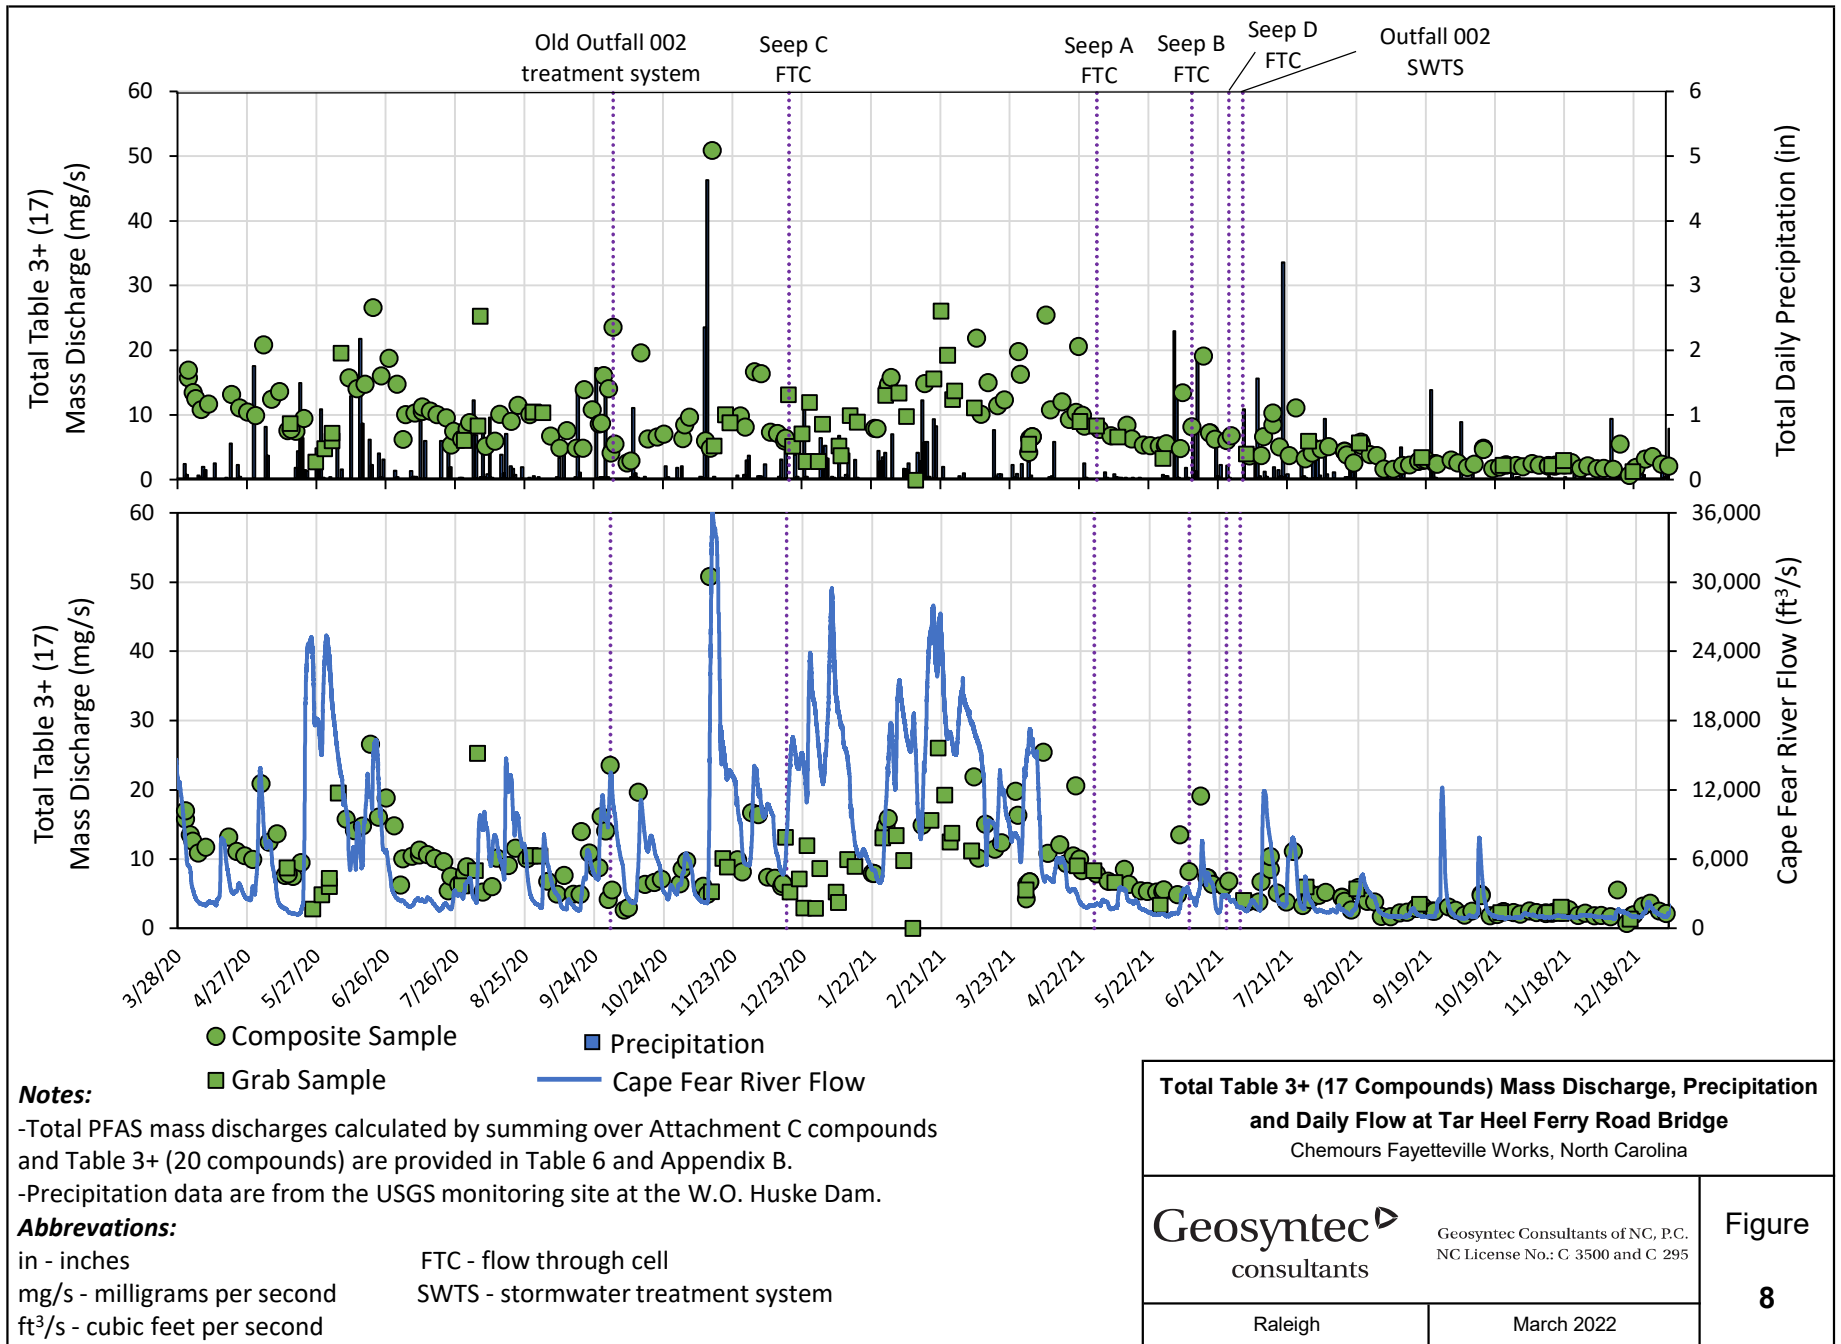 Old Outfall 002
treatment system
Seep C
FTC
Seep A
FTC
Seep B
FTC
Seep D
FTC
Outfall 002
SWTS
Total Table 3+ (17)
Mass Discharge (mg/s)
60
50
40
30
20
10
0
6
5
4
3
2
1
0
Total Daily Precipitation (in)
Total Table 3+ (17)
Mass Discharge (mg/s)
60
50
40
30
20
10
0
36,000
30,000
24,000
18,000
12,000
6,000
0
Cape Fear River Flow (ft³/s)
3/28/20
4/27/20
5/27/20
6/26/20
7/26/20
8/25/20
9/24/20
10/24/20
11/23/20
12/23/20
1/22/21
2/21/21
3/23/21
4/22/21
5/22/21
6/21/21
7/21/21
8/20/21
9/19/21
10/19/21
11/18/21
12/18/21
Composite Sample
Precipitation
Grab Sample
Cape Fear River Flow
Notes:
-Total PFAS mass discharges calculated by summing over Attachment C compounds
and Table 3+ (20 compounds) are provided in Table 6 and Appendix B.
-Precipitation data are from the USGS monitoring site at the W.O. Huske Dam.
Abbrevations:
in - inches
FTC - flow through cell
mg/s - milligrams per second
SWTS - stormwater treatment system
ft³/s - cubic feet per second
Total Table 3+ (17 Compounds) Mass Discharge, Precipitation
and Daily Flow at Tar Heel Ferry Road Bridge
Chemours Fayetteville Works, North Carolina
Geosyntec
consultants
Geosyntec Consultants of NC, P.C.
NC License No.: C 3500 and C 295
Figure
8
Raleigh
March 2022